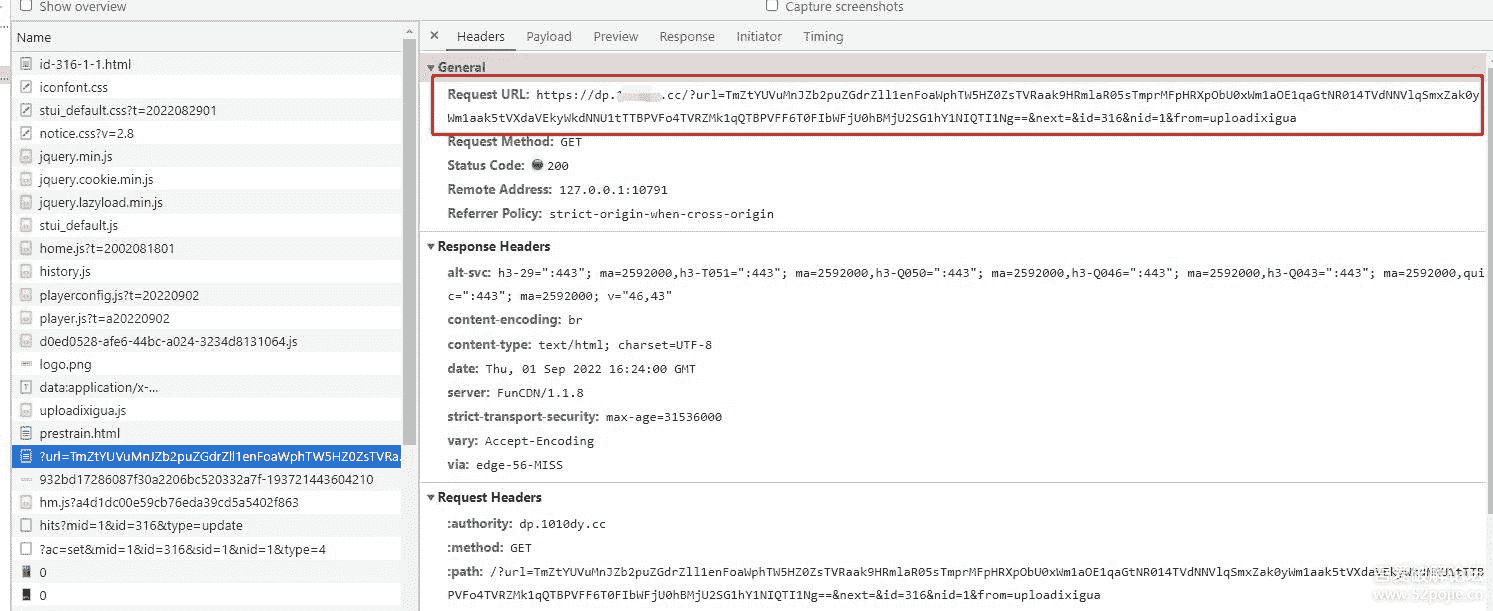 Show overview
Capture screenshots
Name
id-316-1-1.html
iconfont.css
stui_default.css?t=2022082901
notice.css?v=2.8
jquery.min.js
jquery.cookie.min.js
jquery.lazyload.min.js
stui_default.js
home.js?t=2002081801
history.js
playerconfig.js?t=20220902
player.js?t=a20220902
d0ed0528-afe6-44bc-a024-3234d8131064.js
logo.png
data:application/x-...
uploadixigua.js
prestrain.html
?url=TmZtYUVuMnJZb2puZGdrZll1enFoaWphTW5HZ0ZsTVRa...
932bd17286087f30a2206bc520332a7f-193721443604210
hm.js?a4d1dc00e59cb76eda39cd5a5402f863
hits?mid=1&id=316&type=update
?ac=set&mid=1&id=316&sid=1&nid=1&type=4
0
0
× Headers Payload Preview Response Initiator Timing
General
Request URL: https://dp.1 .cc/?url=TmZtYUVuMnJZb2puZGdrZll1enFoaWphTW5HZ0ZsTVRaak9HRmlaR05sTmprMFpHRXpObU0xWm1aOE1qaGtNR014TVdNNVlqSmxZak0y
Wm1aak5tVXdaVEkyWkdNNU1tTTBPVFo4TVRZMk1qQTBPVFF6T0FIbWFjU0hBMjU2SG1hY1NIQTI1Ng==&next=&id=316&nid=1&from=uploadixigua
Request Method: GET
Status Code: 200
Remote Address: 127.0.0.1:10791
Referrer Policy: strict-origin-when-cross-origin
Response Headers
alt-svc: h3-29=":443"; ma=2592000,h3-T051=":443"; ma=2592000,h3-Q050=":443"; ma=2592000,h3-Q046=":443"; ma=2592000,h3-Q043=":443"; ma=2592000,qui
c=":443"; ma=2592000; v="46,43"
content-encoding: br
content-type: text/html; charset=UTF-8
date: Thu, 01 Sep 2022 16:24:00 GMT
server: FunCDN/1.1.8
strict-transport-security: max-age=31536000
vary: Accept-Encoding
via: edge-56-MISS
Request Headers
:authority: dp.1010dy.cc
:method: GET
:path: /?url=TmZtYUVuMnJZb2puZGdrZll1enFoaWphTW5HZ0ZsTVRaak9HRmlaR05sTmprMFpHRXpObU0xWm1aOE1qaGtNR014TVdNNVlqSmxZak0yWm1aak5tVXdaVEkyWkdNNU1tTTB
PVFo4TVRZMk1qQTBPVFF6T0FIbWFjU0hBMjU2SG1hY1NIQTI1Ng==&next=&id=316&nid=1&from=uploadixigua
www.52pojie.cn